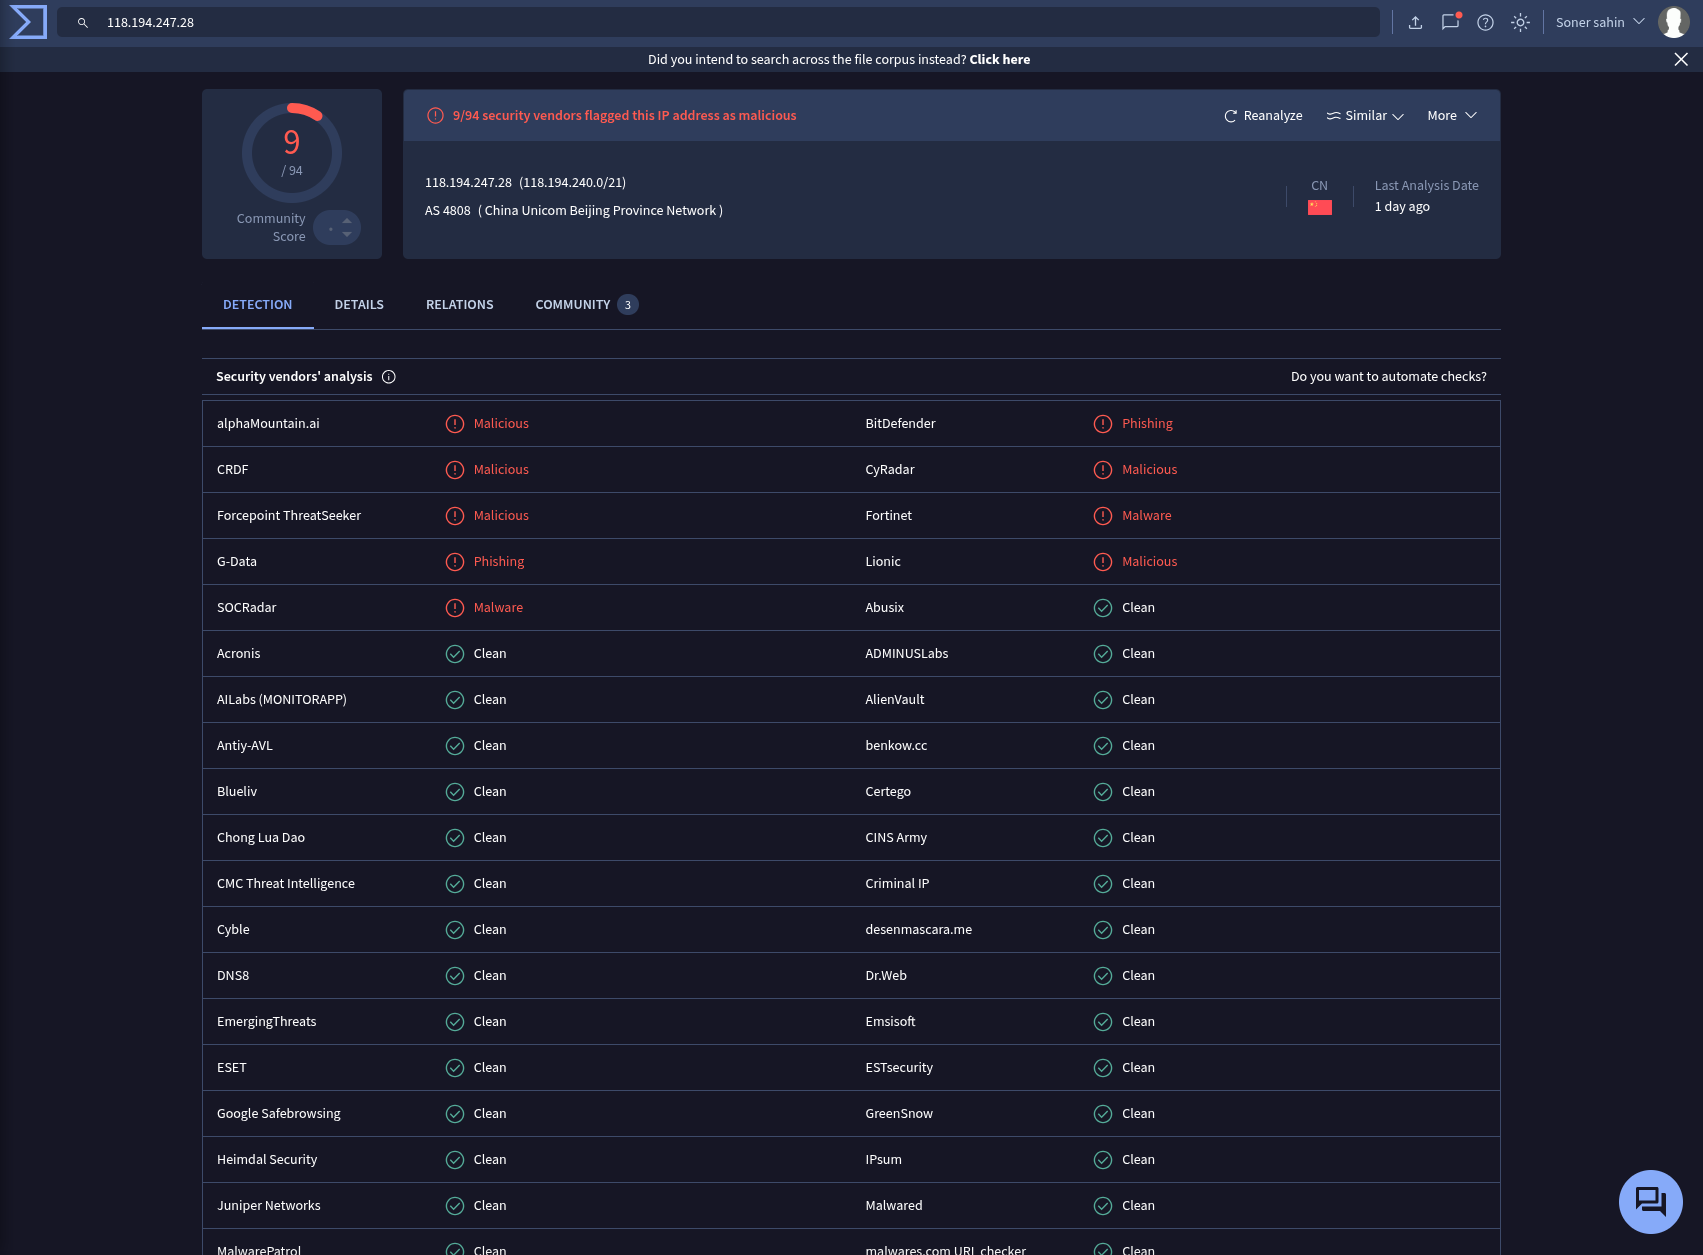 118.194.247.28
Soner sahin
Did you intend to search across the file corpus instead? Click here
9
/ 94
Community
Score
9/94 security vendors flagged this IP address as malicious
Reanalyze Similar More
118.194.247.28 (118.194.240.0/21)
AS 4808 ( China Unicom Beijing Province Network )
CN
Last Analysis Date
1 day ago
DETECTION DETAILS RELATIONS COMMUNITY 3
Security vendors' analysis Do you want to automate checks?
alphaMountain.ai Malicious BitDefender Phishing
CRDF Malicious CyRadar Malicious
Forcepoint ThreatSeeker Malicious Fortinet Malware
G-Data Phishing Lionic Malicious
SOCRadar Malware Abusix Clean
Acronis Clean ADMINUSLabs Clean
AILabs (MONITORAPP) Clean AlienVault Clean
Antiy-AVL Clean benkow.cc Clean
Blueliv Clean Certego Clean
Chong Lua Dao Clean CINS Army Clean
CMC Threat Intelligence Clean Criminal IP Clean
Cyble Clean desenmascara.me Clean
DNS8 Clean Dr.Web Clean
EmergingThreats Clean Emsisoft Clean
ESET Clean ESTsecurity Clean
Google Safebrowsing Clean GreenSnow Clean
Heimdal Security Clean IPsum Clean
Juniper Networks Clean Malwared Clean
MalwarePatrol Clean malwares.com URL checker Clean